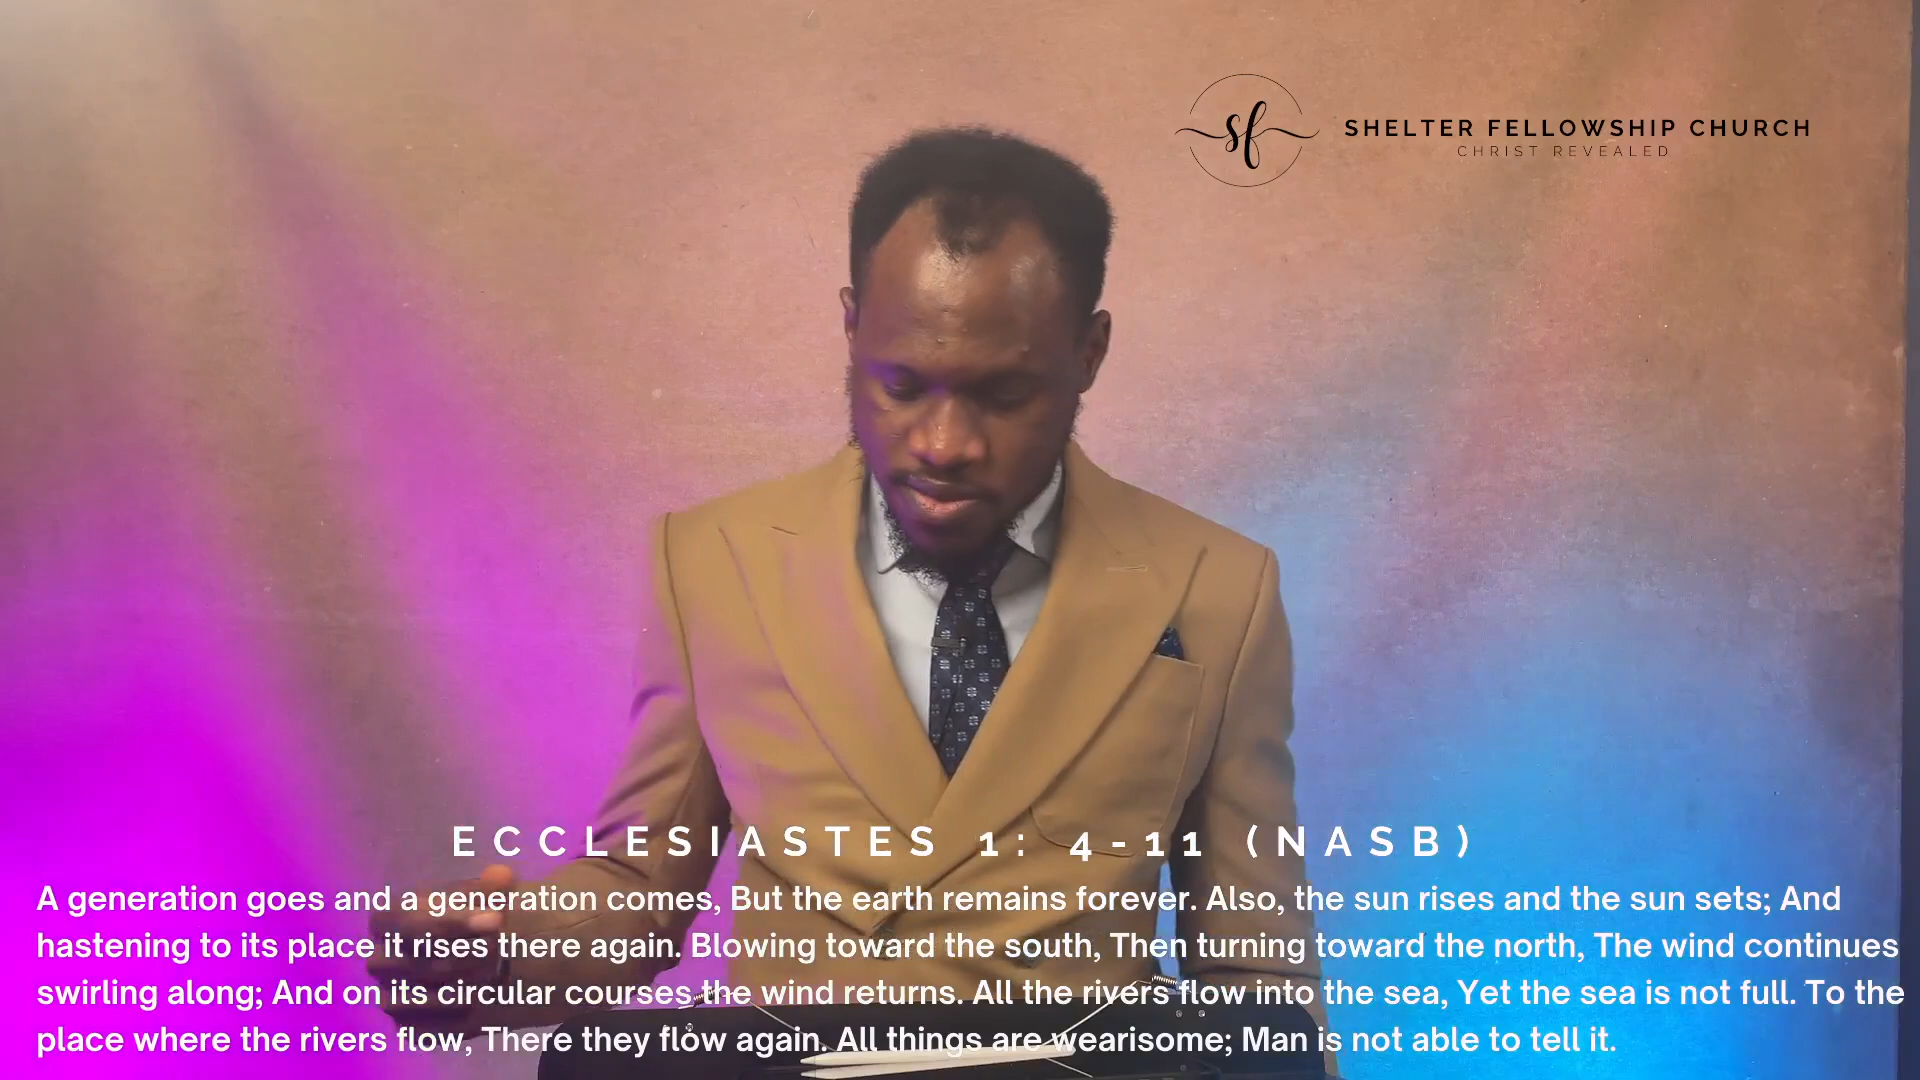 sf
SHELTER FELLOWSHIP CHURCH
CHRIST REVEALED
ECCLESIASTES 1: 4-11 (NASB)
A generation goes and a generation comes, But the earth remains forever. Also, the sun rises and the sun sets; And
hastening to its place it rises there again. Blowing toward the south, Then turning toward the north, The wind continues
swirling along; And on its circular courses the wind returns. All the rivers flow into the sea, Yet the sea is not full. To the
place where the rivers flow, There they flow again. All things are wearisome; Man is not able to tell it.